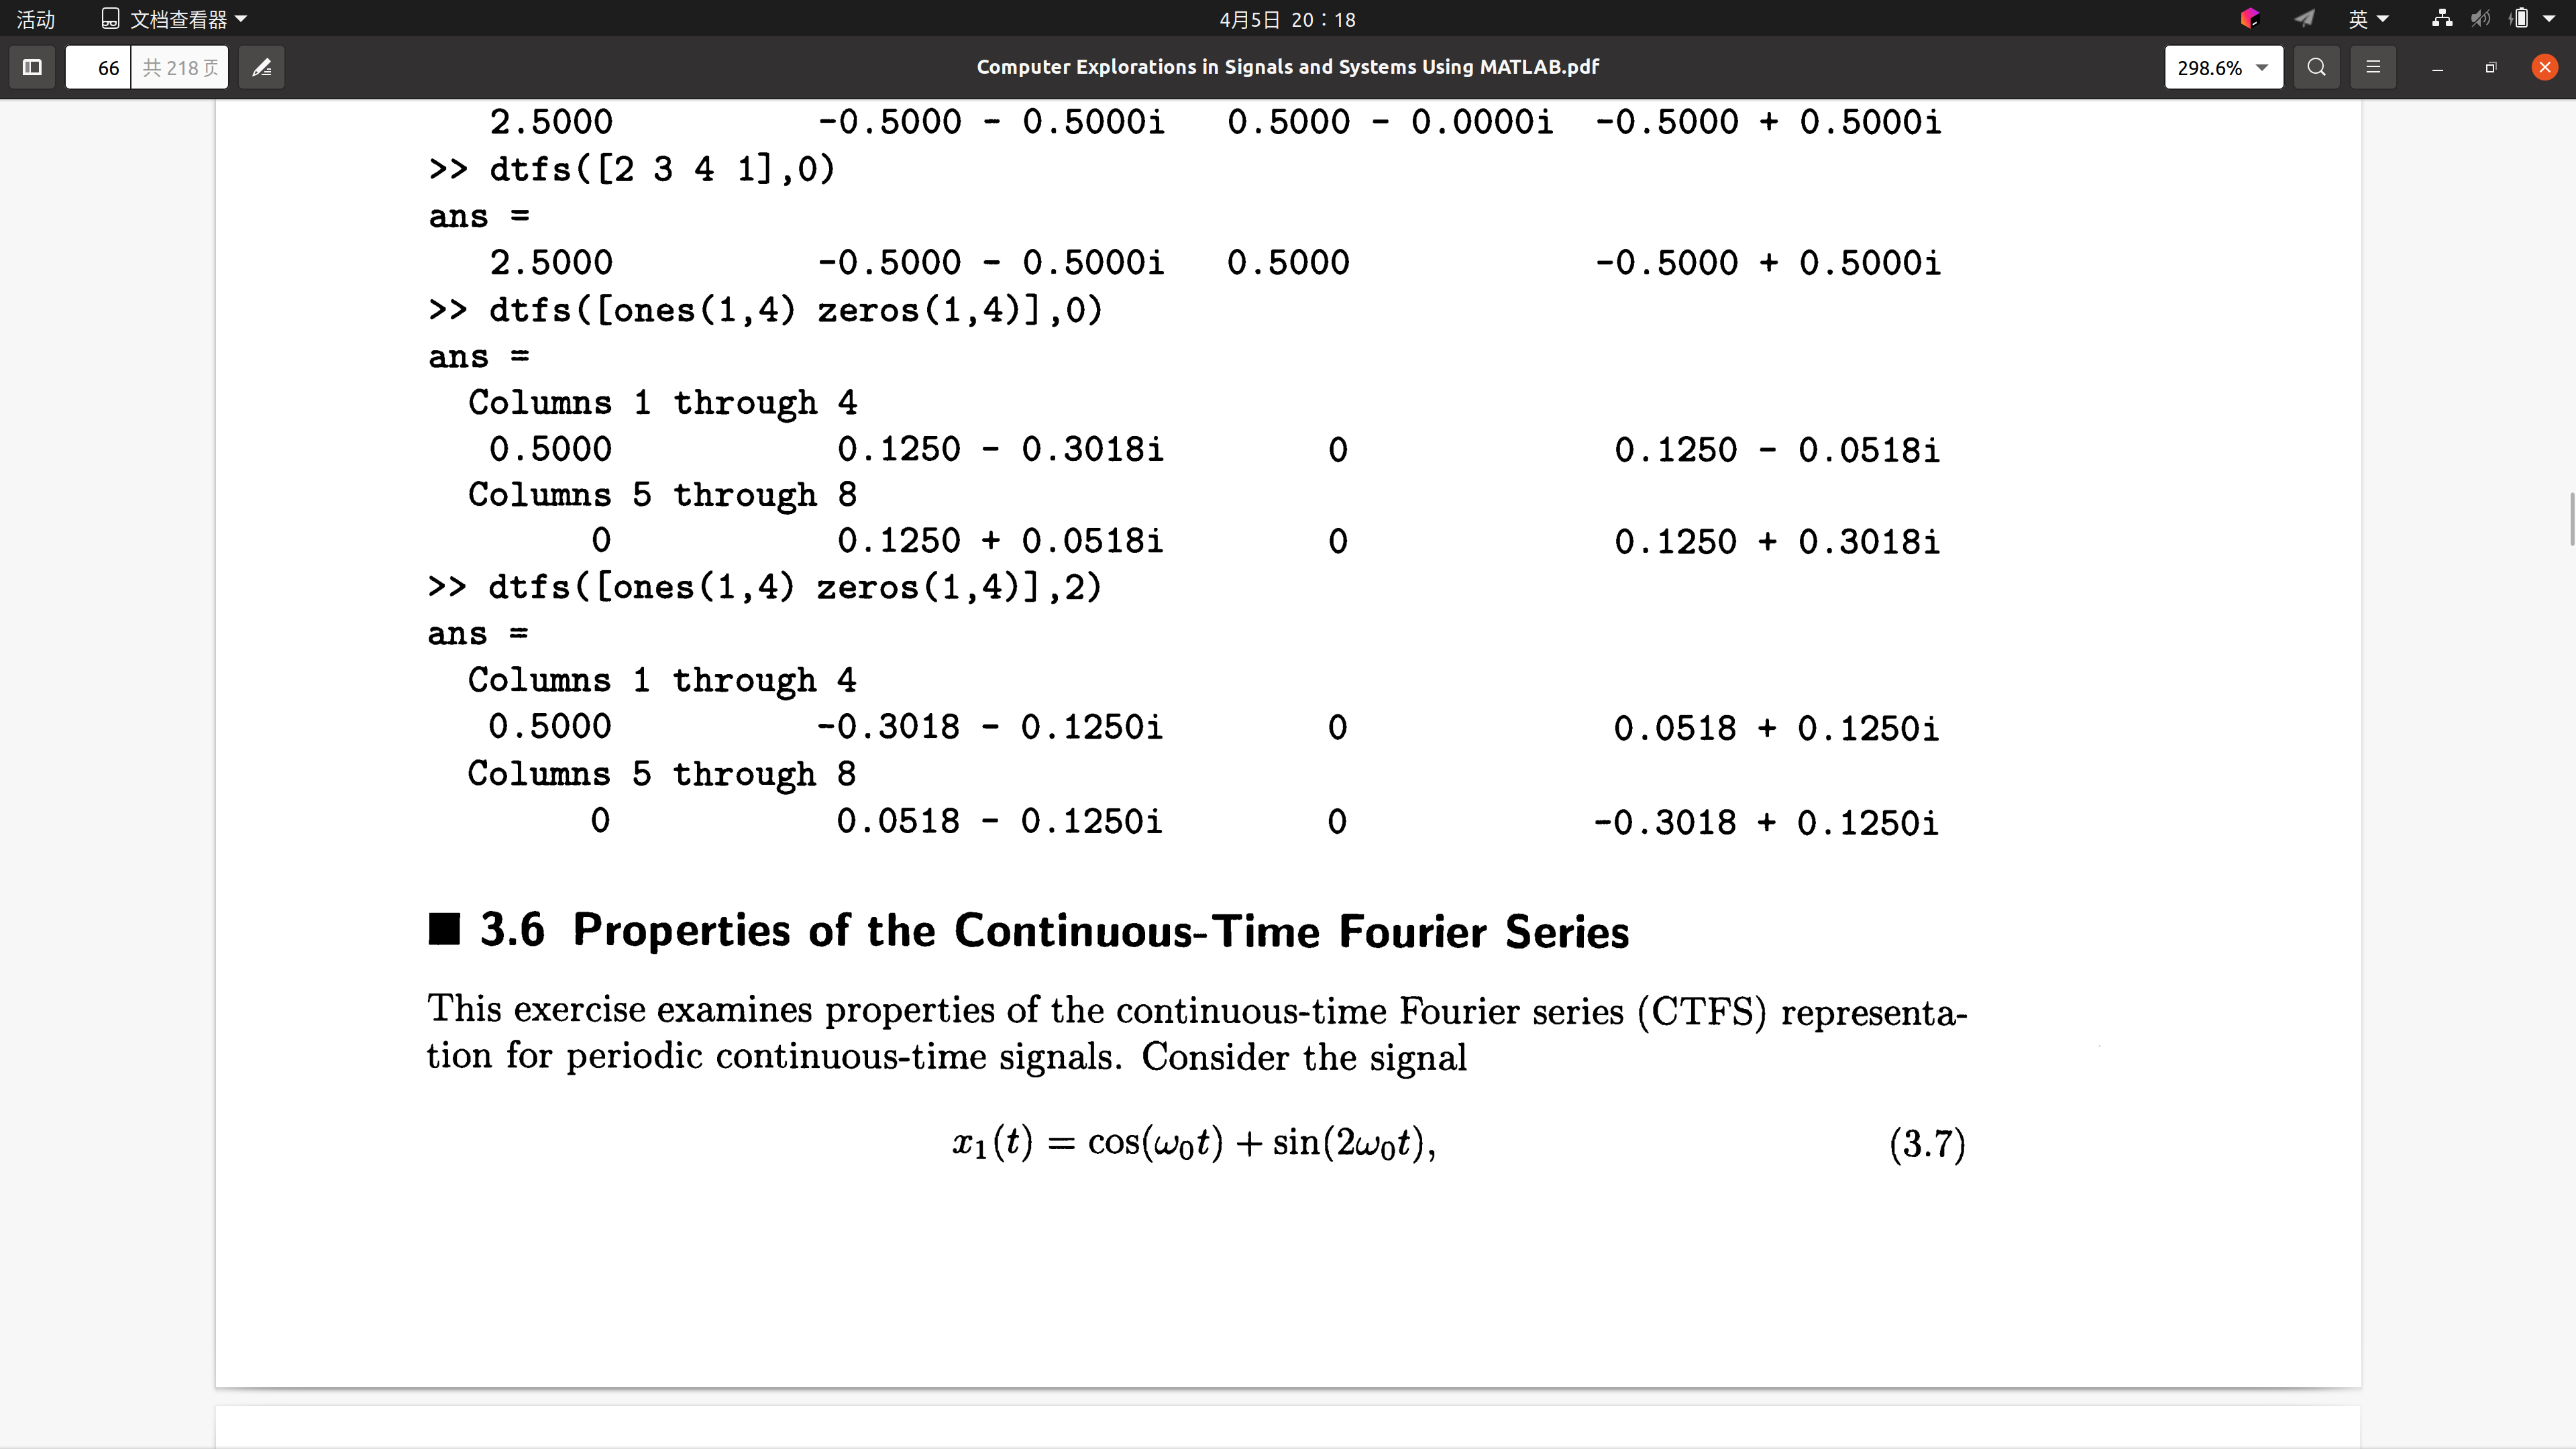 活动 文档查看器 4月5日 20：18 英
66 共 218 页 Computer Explorations in Signals and Systems Using MATLAB.pdf 298.6%
2.5000 -0.5000 - 0.5000i 0.5000 - 0.0000i -0.5000 + 0.5000i
>> dtfs([2 3 4 1],0)
ans =
2.5000 -0.5000 - 0.5000i 0.5000 -0.5000 + 0.5000i
>> dtfs([ones(1,4) zeros(1,4)],0)
ans =
Columns 1 through 4
0.5000 0.1250 - 0.3018i 0 0.1250 - 0.0518i
Columns 5 through 8
0 0.1250 + 0.0518i 0 0.1250 + 0.3018i
>> dtfs([ones(1,4) zeros(1,4)],2)
ans =
Columns 1 through 4
0.5000 -0.3018 - 0.1250i 0 0.0518 + 0.1250i
Columns 5 through 8
0 0.0518 - 0.1250i 0 -0.3018 + 0.1250i
■ 3.6 Properties of the Continuous-Time Fourier Series
This exercise examines properties of the continuous-time Fourier series (CTFS) representa-
tion for periodic continuous-time signals. Consider the signal
x₁(t) = cos(ω₀t) + sin(2ω₀t), (3.7)